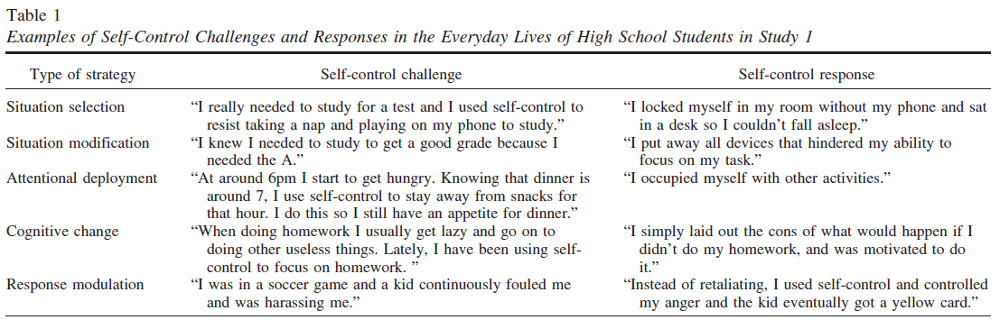 Table 1
Examples of Self-Control Challenges and Responses in the Everyday Lives of High School Students in Study 1
Type of strategy Self-control challenge Self-control response
Situation selection “I really needed to study for a test and I used self-control to “I locked myself in my room without my phone and sat
resist taking a nap and playing on my phone to study.” in a desk so I couldn’t fall asleep.”
Situation modification “I knew I needed to study to get a good grade because I “I put away all devices that hindered my ability to
needed the A.” focus on my task.”
Attentional deployment “At around 6pm I start to get hungry. Knowing that dinner is “I occupied myself with other activities.”
around 7, I use self-control to stay away from snacks for
that hour. I do this so I still have an appetite for dinner.”
Cognitive change “When doing homework I usually get lazy and go on to “I simply laid out the cons of what would happen if I
doing other useless things. Lately, I have been using self- didn’t do my homework, and was motivated to do
control to focus on homework. ” it.”
Response modulation “I was in a soccer game and a kid continuously fouled me “Instead of retaliating, I used self-control and controlled
and was harassing me.” my anger and the kid eventually got a yellow card.”